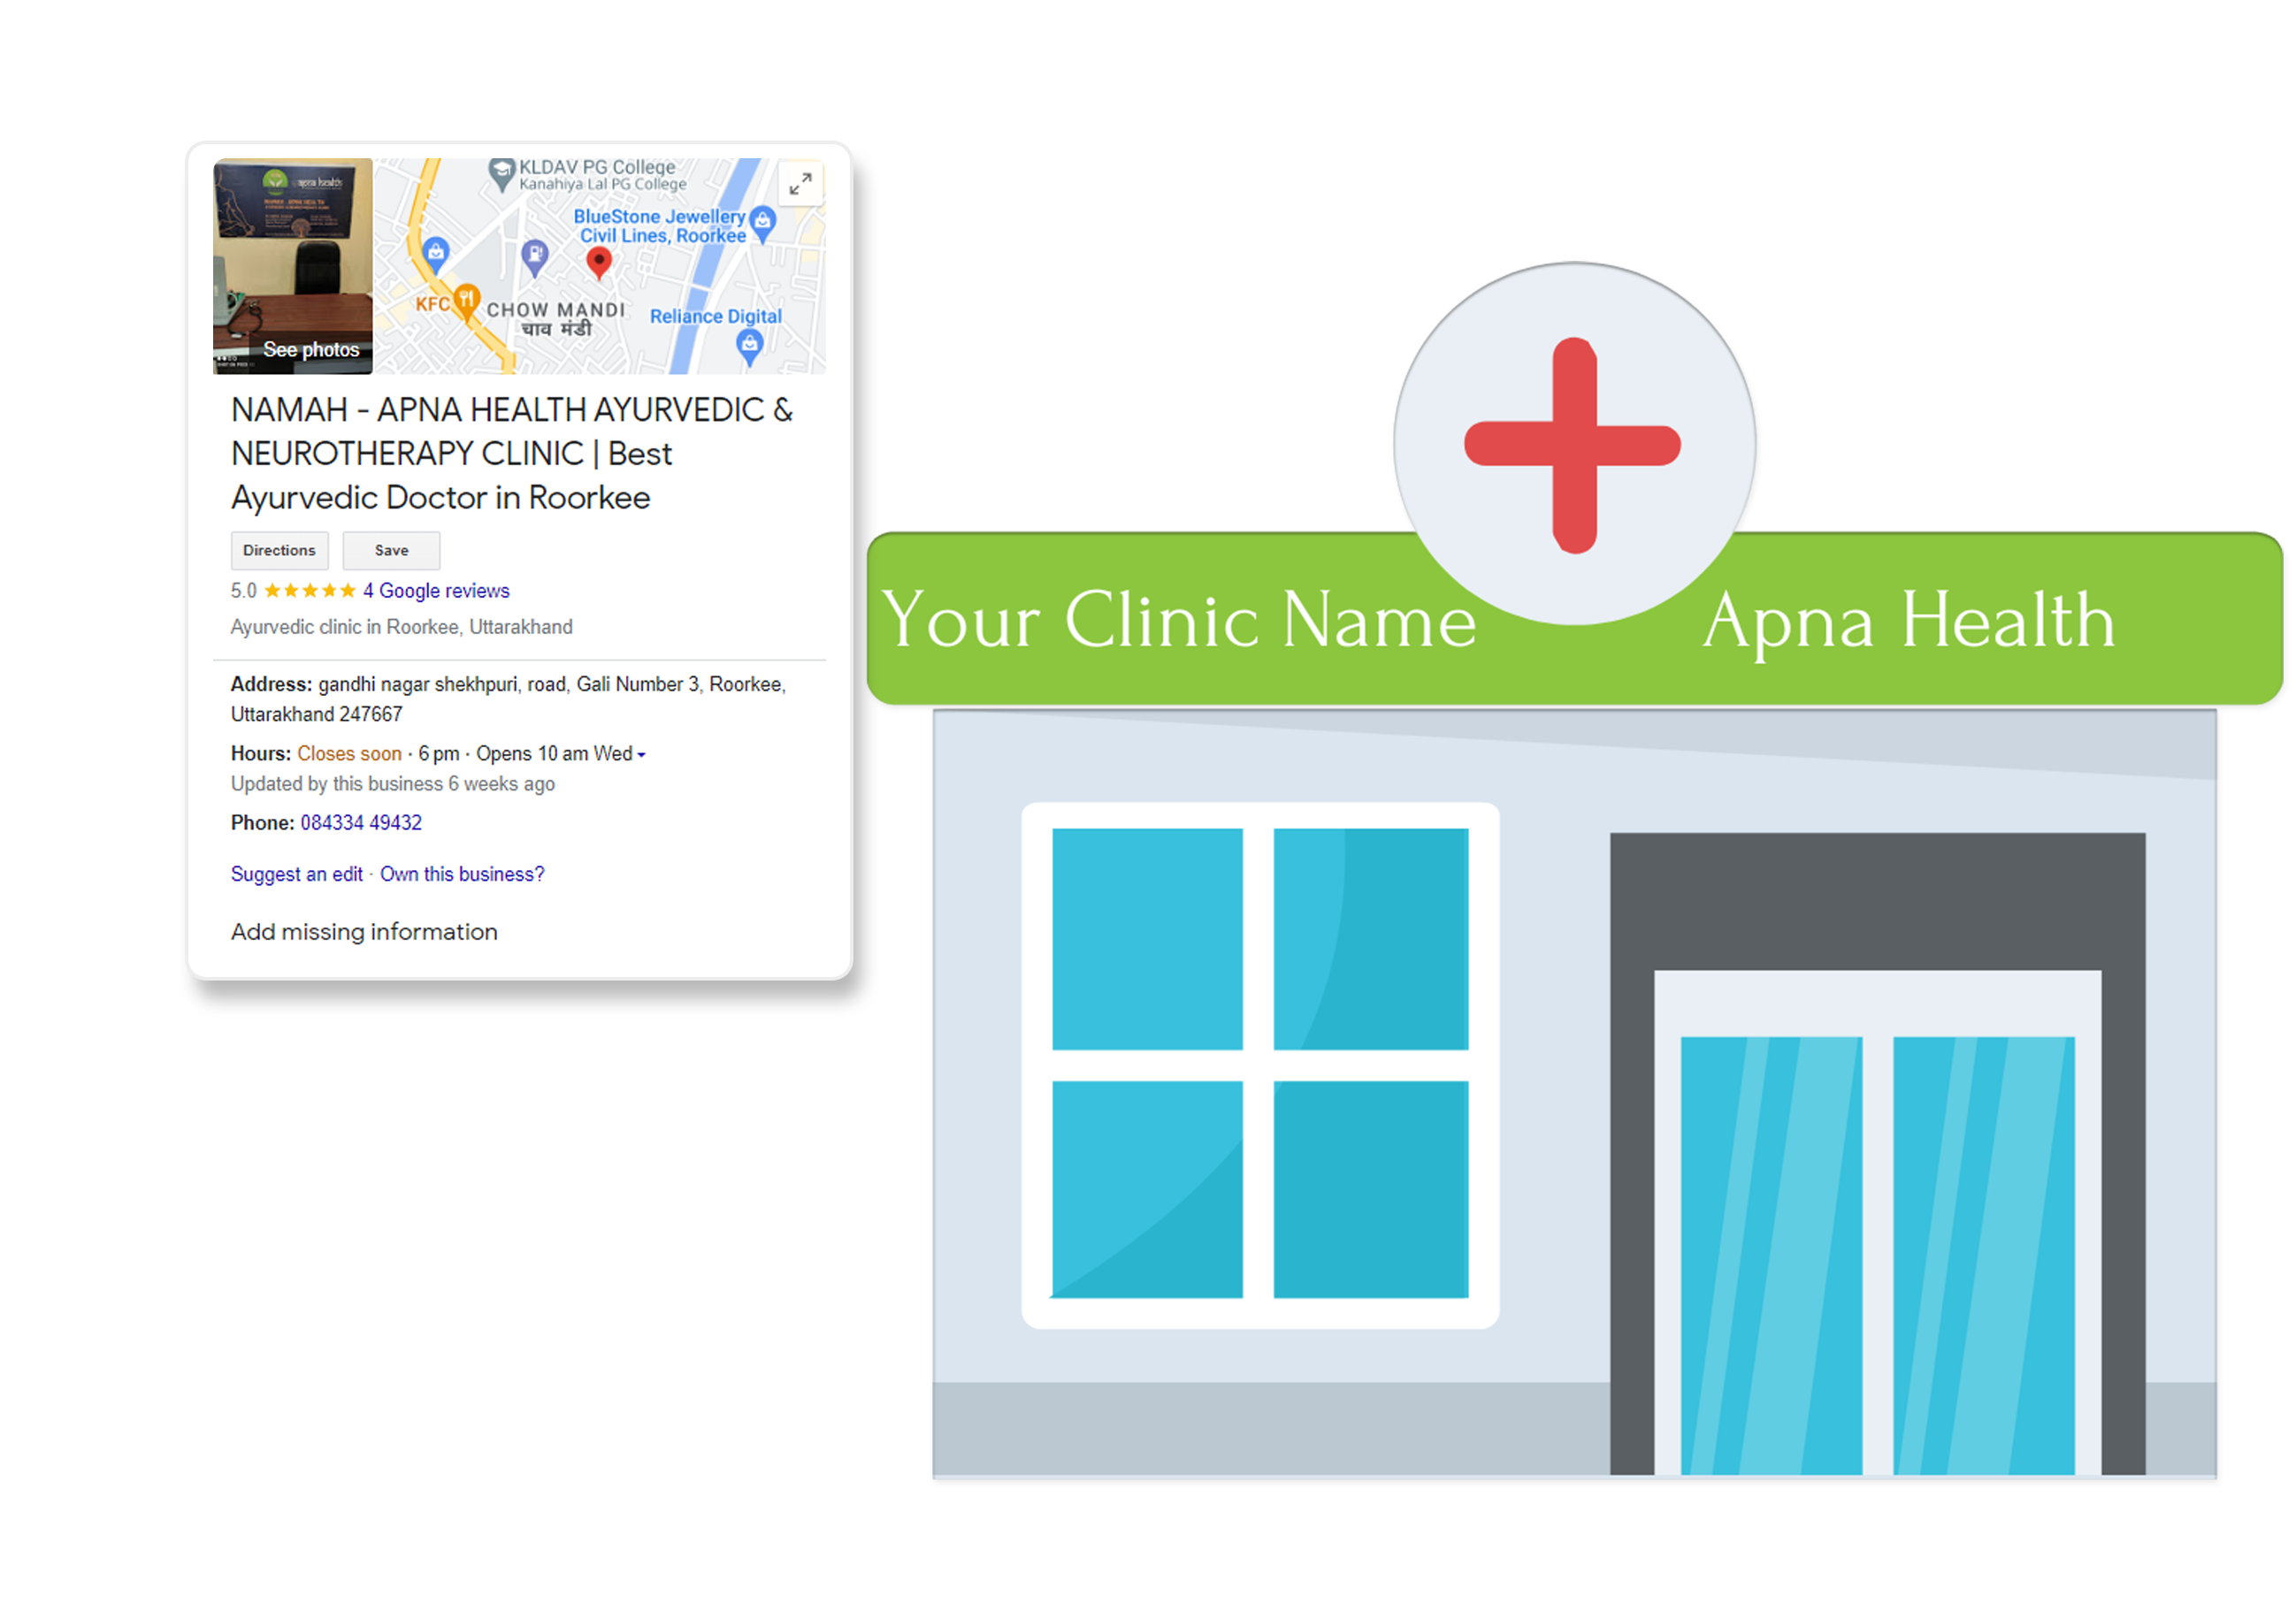 apna health
See photos
KLDAV PG College
Kanahiya Lal PG College
BlueStone Jewellery
Civil Lines, Roorkee
KFC
CHOW MANDI
चाव मंडी
Reliance Digital
NAMAH - APNA HEALTH AYURVEDIC &
NEUROTHERAPY CLINIC | Best
Ayurvedic Doctor in Roorkee
Directions Save
5.0 ★★★★★ 4 Google reviews
Ayurvedic clinic in Roorkee, Uttarakhand
Address: gandhi nagar shekhpuri, road, Gali Number 3, Roorkee,
Uttarakhand 247667
Hours: Closes soon · 6 pm · Opens 10 am Wed
Updated by this business 6 weeks ago
Phone: 084334 49432
Suggest an edit · Own this business?
Add missing information
Your Clinic Name Apna Health